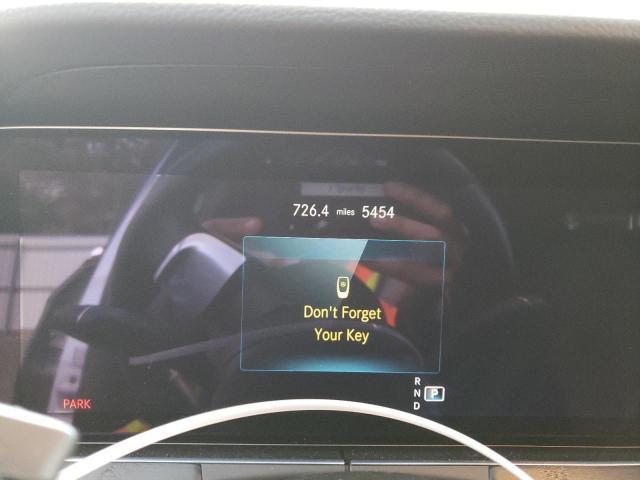 726.4 miles 5454
Don't Forget
Your Key
R
N P
D
PARK